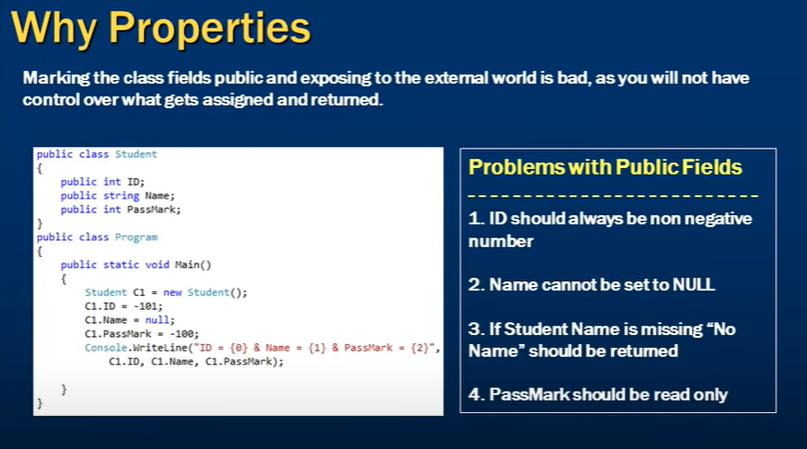 Why Properties
Marking the class fields public and exposing to the external world is bad, as you will not have
control over what gets assigned and returned.
public class Student
{
public int ID;
public string Name;
public int PassMark;
}
public class Program
{
public static void Main()
{
Student C1 = new Student();
C1.ID = -101;
C1.Name = null;
C1.PassMark = -100;
Console.WriteLine("ID = {0} & Name = {1} & PassMark = {2}",
C1.ID, C1.Name, C1.PassMark);
}
}
Problems with Public Fields
- - - - - - - - - - - - - - - - - - - - - - - - - -
1. ID should always be non negative
number
2. Name cannot be set to NULL
3. If Student Name is missing “No
Name” should be returned
4. PassMark should be read only